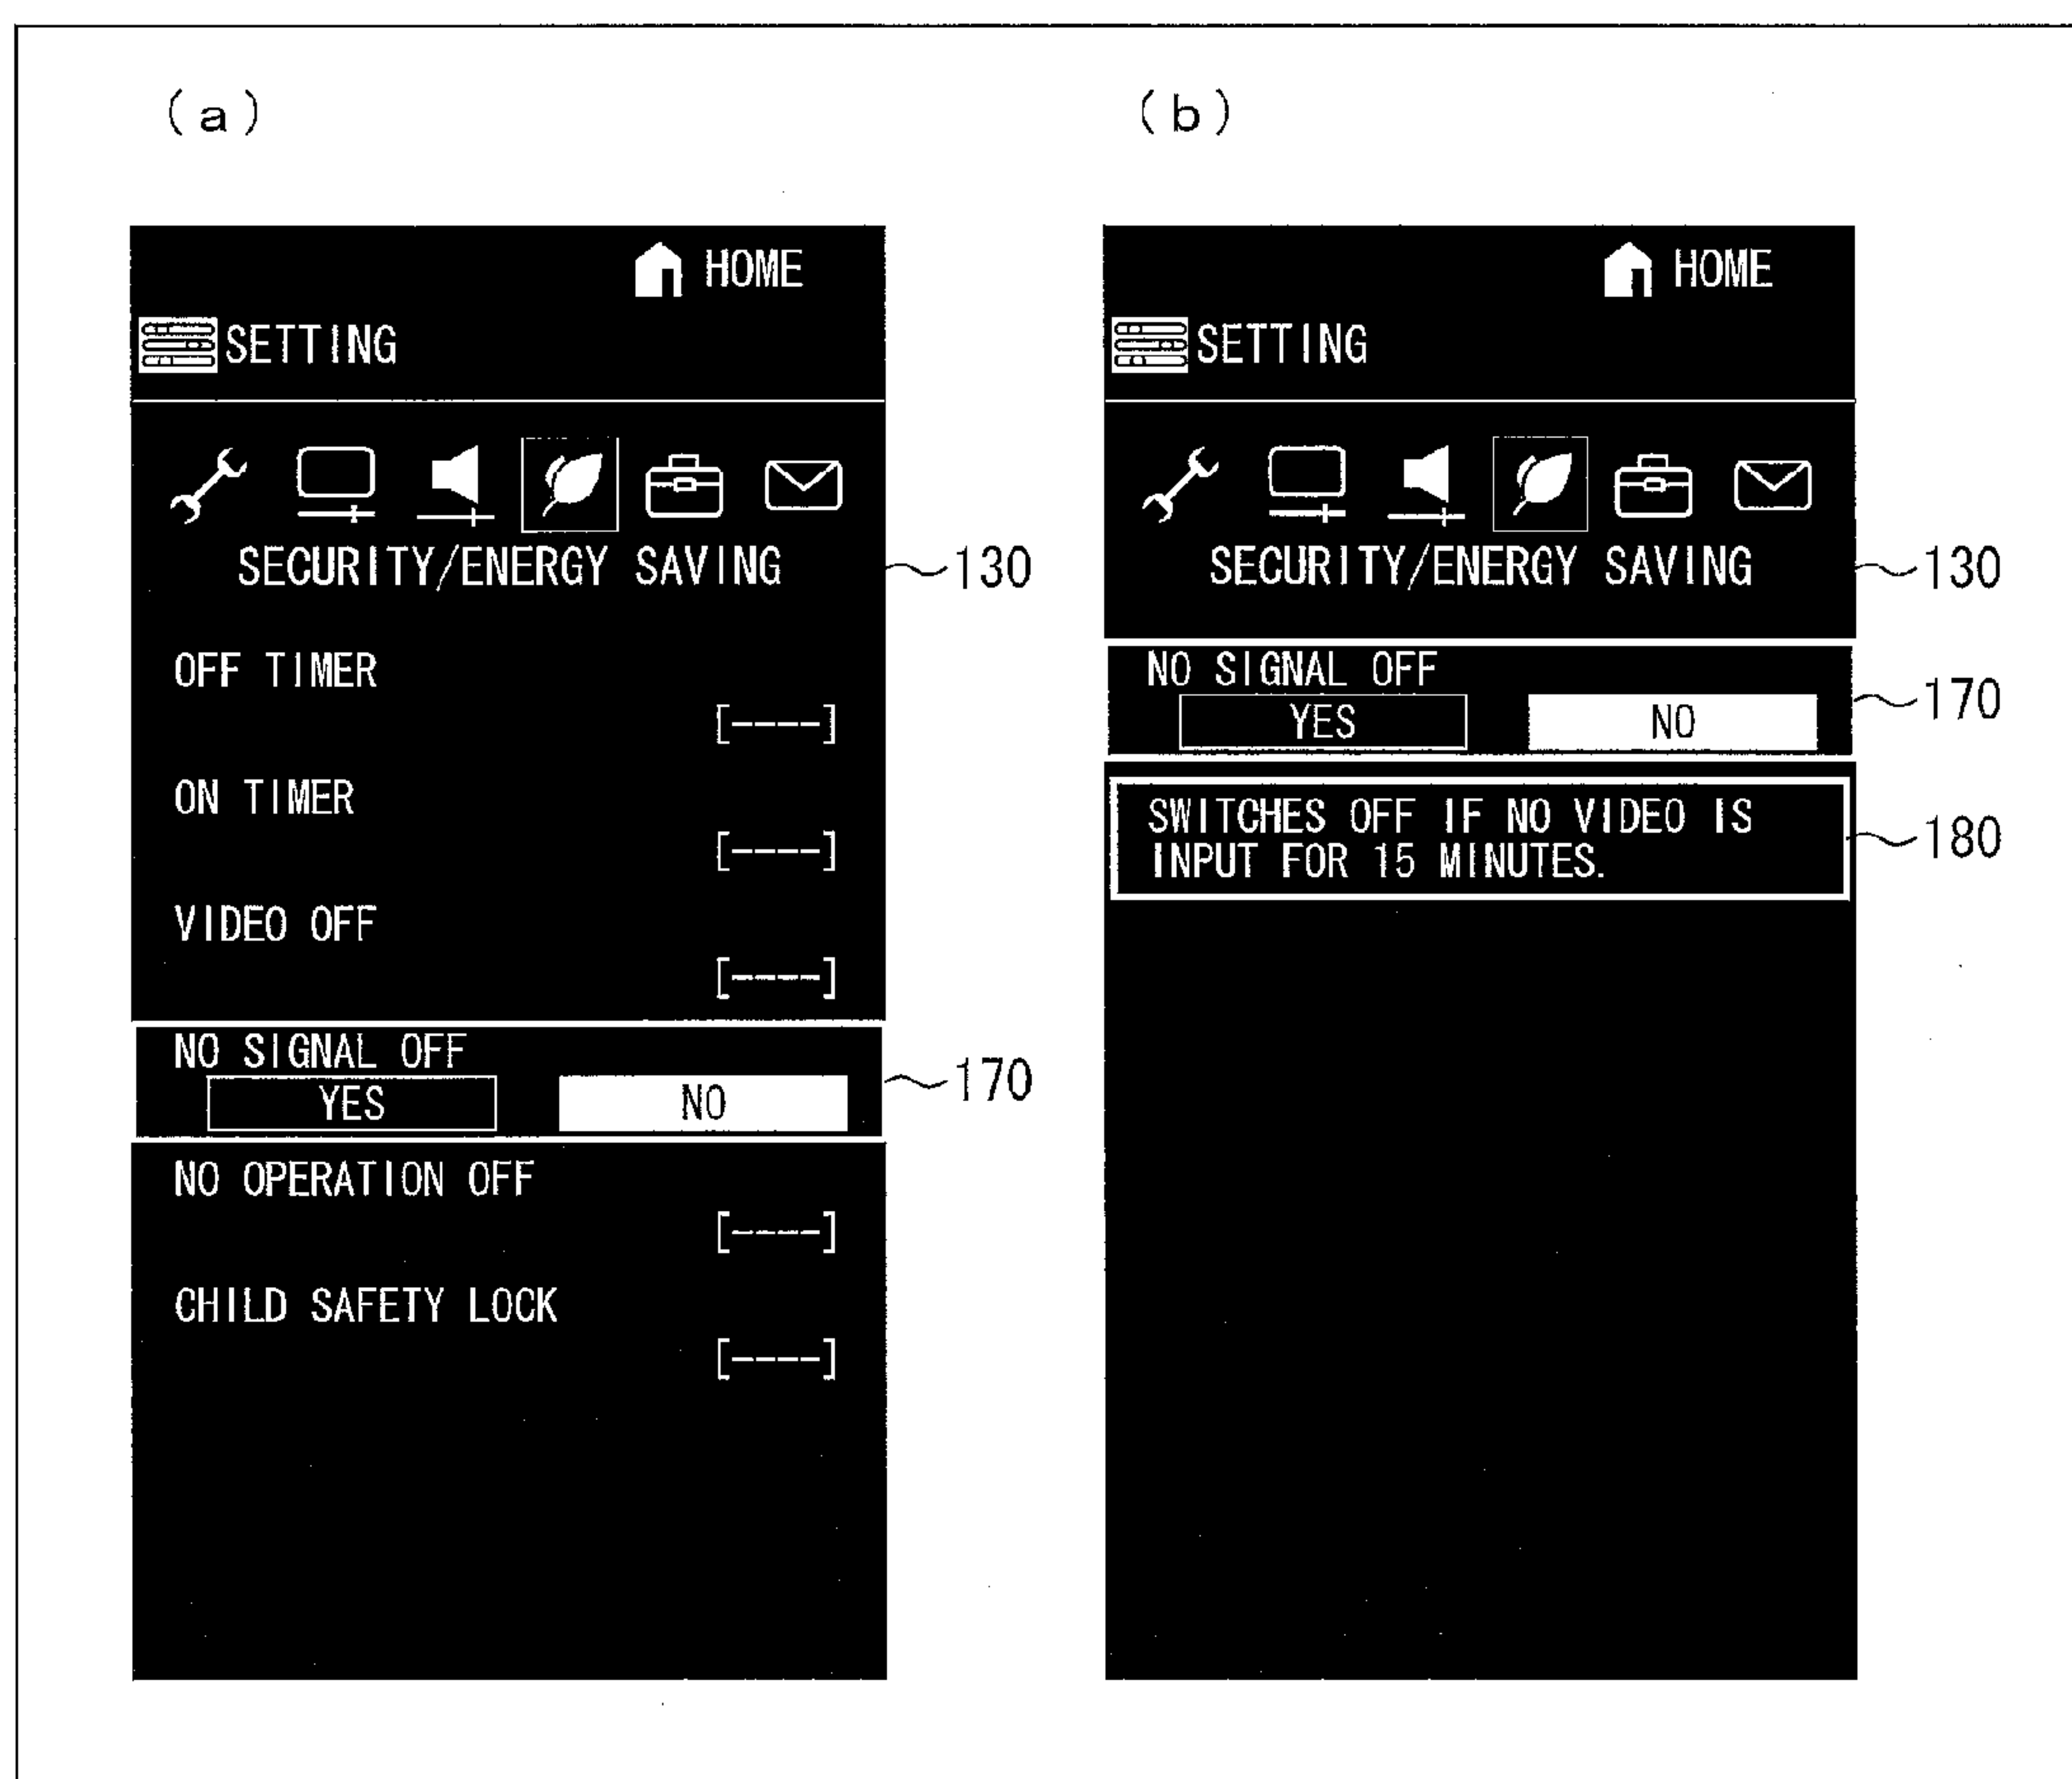 (a)
HOME
SETTING
SECURITY/ENERGY SAVING
130
OFF TIMER
[----]
ON TIMER
[----]
VIDEO OFF
[----]
NO SIGNAL OFF
YES NO
170
NO OPERATION OFF
[----]
CHILD SAFETY LOCK
[----]
(b)
HOME
SETTING
SECURITY/ENERGY SAVING
130
NO SIGNAL OFF
YES NO
170
SWITCHES OFF IF NO VIDEO IS
INPUT FOR 15 MINUTES.
180